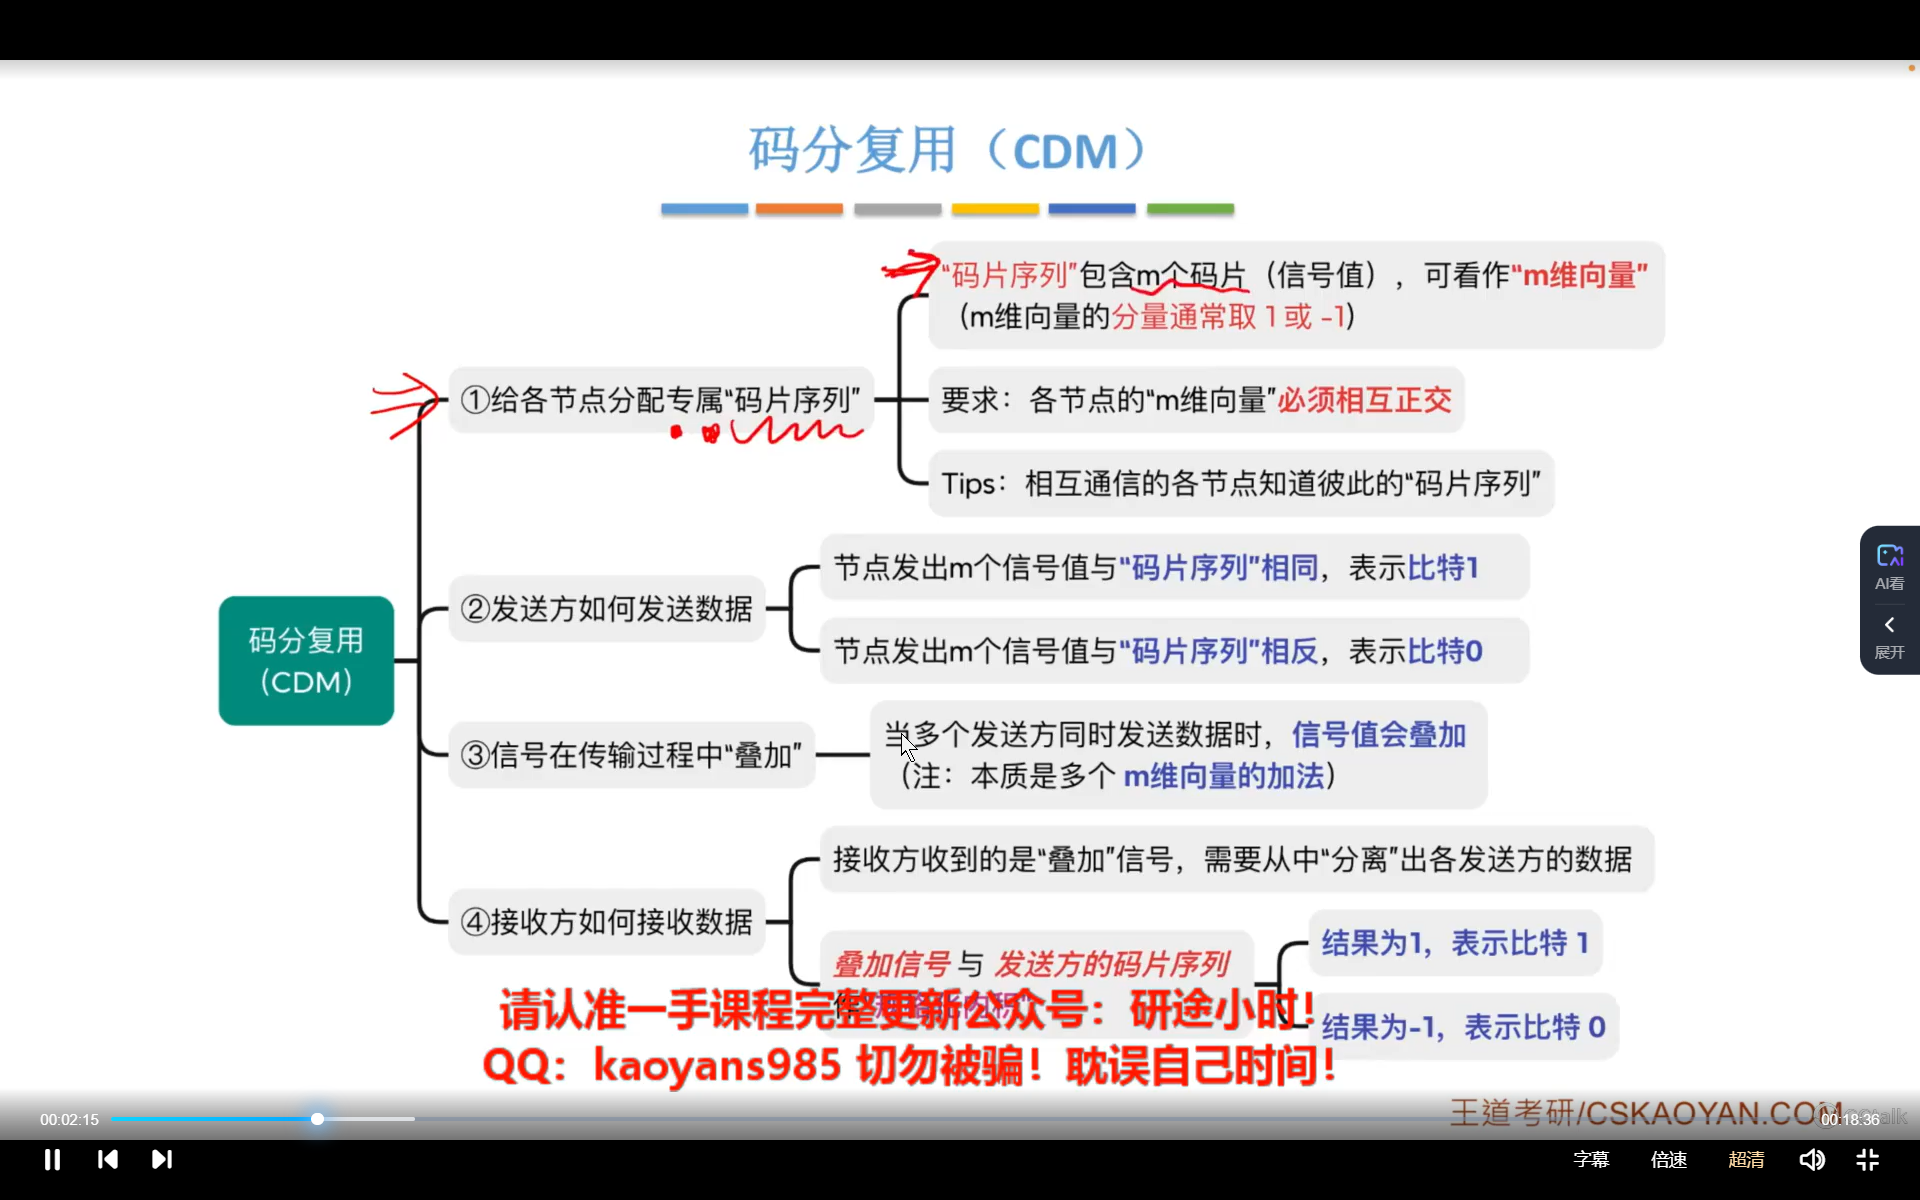 码分复用（CDM）
“码片序列”包含m个码片（信号值），可看作“m维向量”
（m维向量的分量通常取 1 或 -1）
①给各节点分配专属“码片序列”
要求：各节点的“m维向量”必须相互正交
Tips：相互通信的各节点知道彼此的“码片序列”
节点发出m个信号值与“码片序列”相同，表示比特1
②发送方如何发送数据
节点发出m个信号值与“码片序列”相反，表示比特0
码分复用
（CDM）
③信号在传输过程中“叠加”
当多个发送方同时发送数据时，信号值会叠加
（注：本质是多个 m维向量的加法）
接收方收到的是“叠加”信号，需要从中“分离”出各发送方的数据
④接收方如何接收数据
叠加信号 与 发送方的码片序列
结果为1，表示比特 1
结果为-1，表示比特 0
请认准一手课程完整更新公众号：研途小时！
QQ：kaoyans985 切勿被骗！耽误自己时间！
AI看
展开
王道考研/CSKAOYAN.COM
00:02:15
00:18:36
字幕
倍速
超清